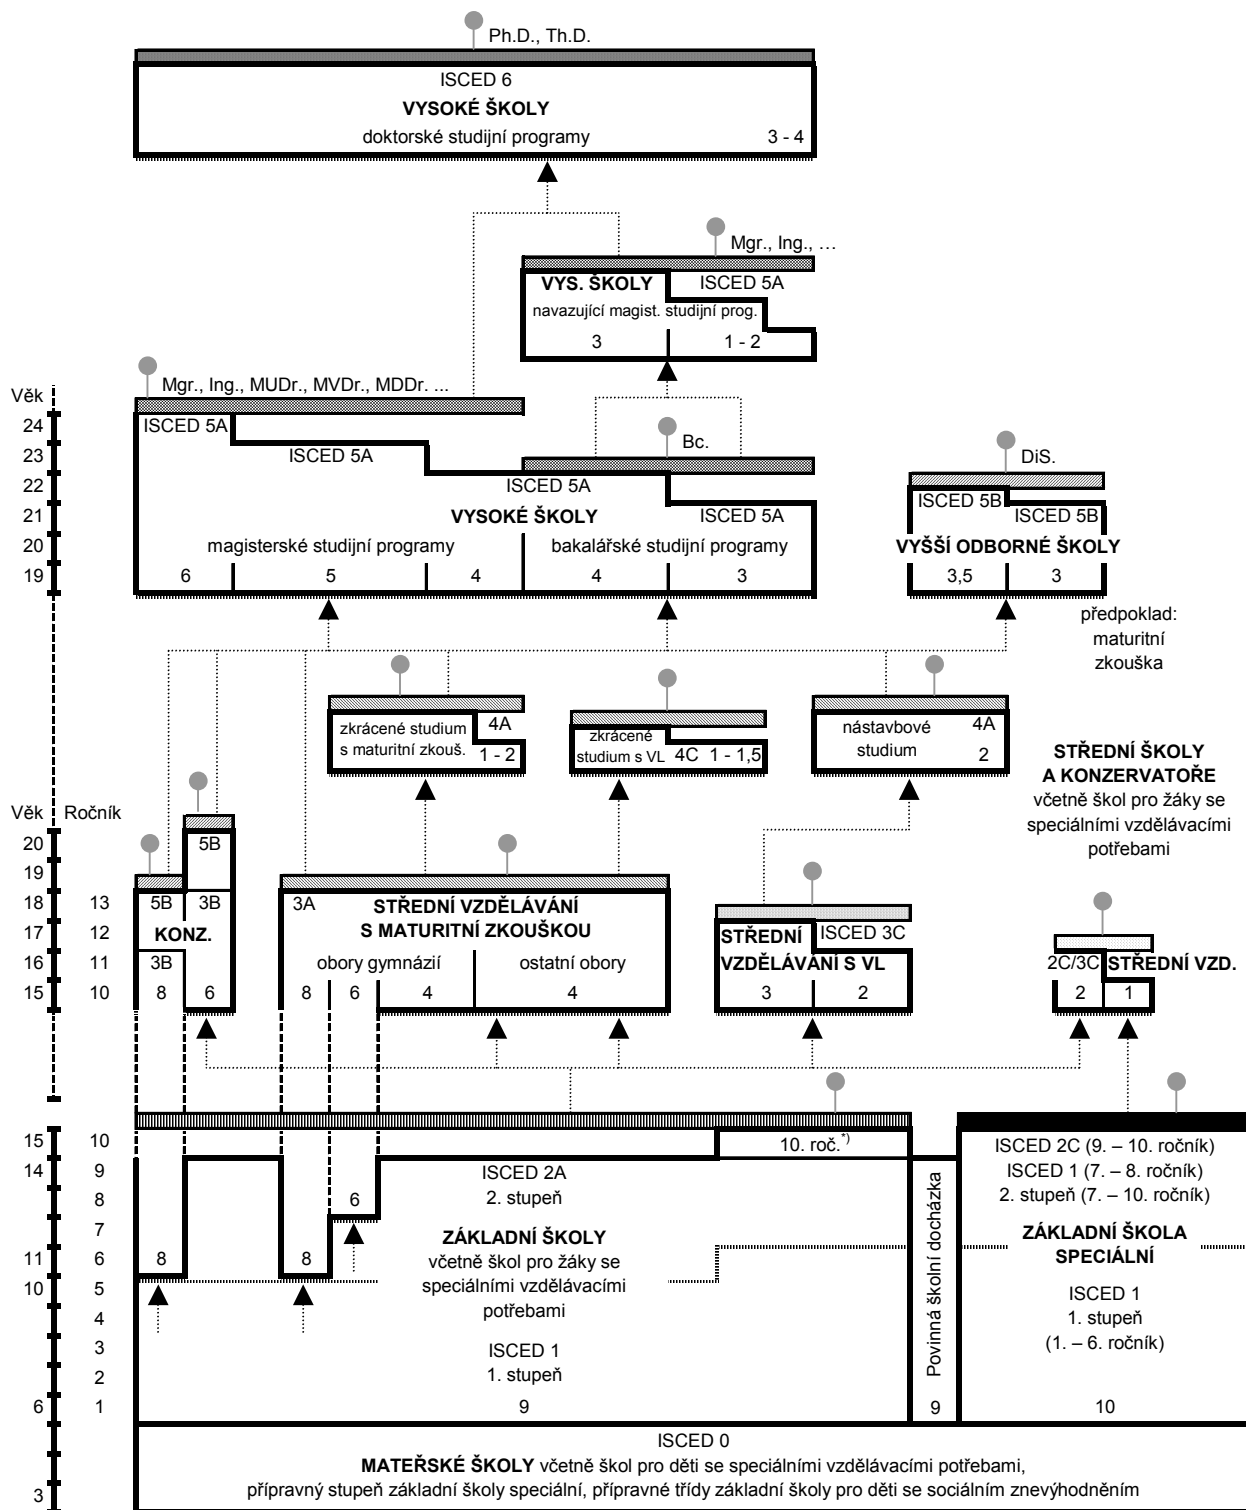 Ph.D., Th.D.
ISCED 6
VYSOKÉ ŠKOLY
doktorské studijní programy 3 - 4
Mgr., Ing., …
VYS. ŠKOLY ISCED 5A
navazující magist. studijní prog.
3 1 - 2
Mgr., Ing., MUDr., MVDr., MDDr. ...
Věk
24 ISCED 5A
23 ISCED 5A Bc. DiS.
22 ISCED 5A ISCED 5B
21 VYSOKÉ ŠKOLY ISCED 5A ISCED 5B
20 magisterské studijní programy bakalářské studijní programy VYŠŠÍ ODBORNÉ ŠKOLY
19 6 5 4 4 3 3,5 3
předpoklad:
maturitní
zkouška
zkrácené studium 4A
s maturitní zkouš. 1 - 2
zkrácené
studium s VL 4C 1 - 1,5
nástavbové 4A
studium 2
STŘEDNÍ ŠKOLY
A KONZERVATOŘE
včetně škol pro žáky se
speciálními vzdělávacími
potřebami
Věk Ročník
20 5B
19
18 13 5B 3B 3A STŘEDNÍ VZDĚLÁVÁNÍ
17 12 KONZ. S MATURITNÍ ZKOUŠKOU STŘEDNÍ ISCED 3C
16 11 3B obory gymnázií ostatní obory VZDĚLÁVÁNÍ S VL 2C/3C STŘEDNÍ VZD.
15 10 8 6 8 6 4 4 3 2 2 1
15 10 10. roč.*) ISCED 2C (9. – 10. ročník)
14 9 ISCED 2A ISCED 1 (7. – 8. ročník)
8 6 2. stupeň 2. stupeň (7. – 10. ročník)
7 ZÁKLADNÍ ŠKOLY ZÁKLADNÍ ŠKOLA
11 6 8 8 včetně škol pro žáky se SPECIÁLNÍ
10 5 speciálními vzdělávacími ISCED 1
4 potřebami 1. stupeň
3 ISCED 1 (1. – 6. ročník)
2 1. stupeň
Povinná školní docházka
6 1 9 9 10
ISCED 0
MATEŘSKÉ ŠKOLY včetně škol pro děti se speciálními vzdělávacími potřebami,
3 přípravný stupeň základní školy speciální, přípravné třídy základní školy pro děti se sociálním znevýhodněním